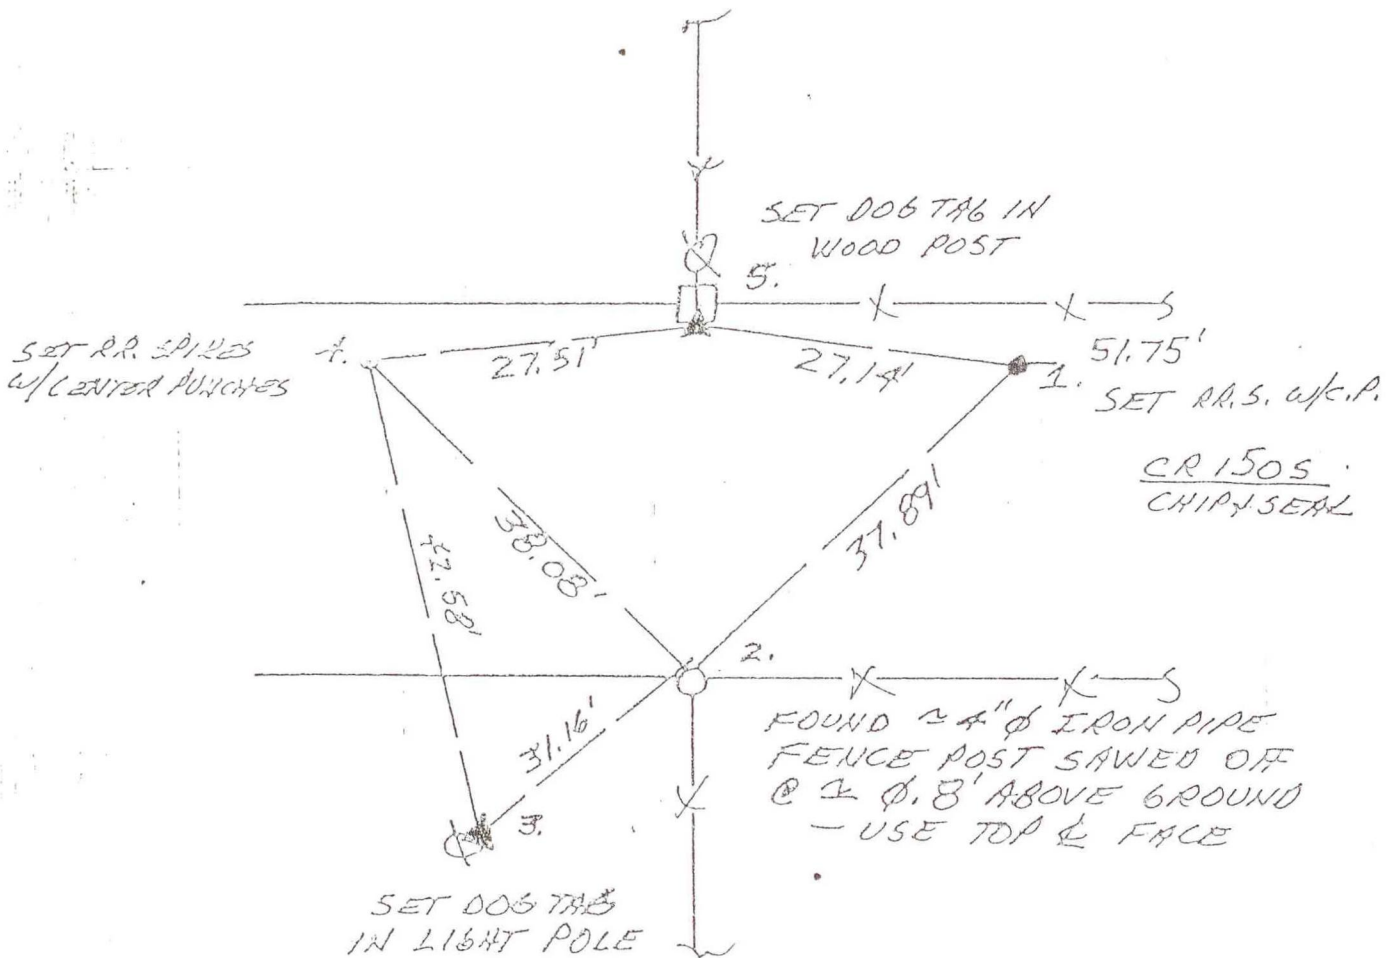 SET DOG TAG IN
WOOD POST
5.
SET R.R. SPIKES
W/CENTER PUNCHES
4.
27.51'
27.14'
51.75'
1.
SET RR.S. W/C.P.
CR 150S
CHIP & SEAL
38.08'
37.89'
42.58'
2.
31.16'
3.
FOUND ≃ 4"φ IRON PIPE
FENCE POST SAWED OFF
@ ≃ 0.8' ABOVE GROUND
- USE TOP ℄ FACE
SET DOG TAG
IN LIGHT POLE